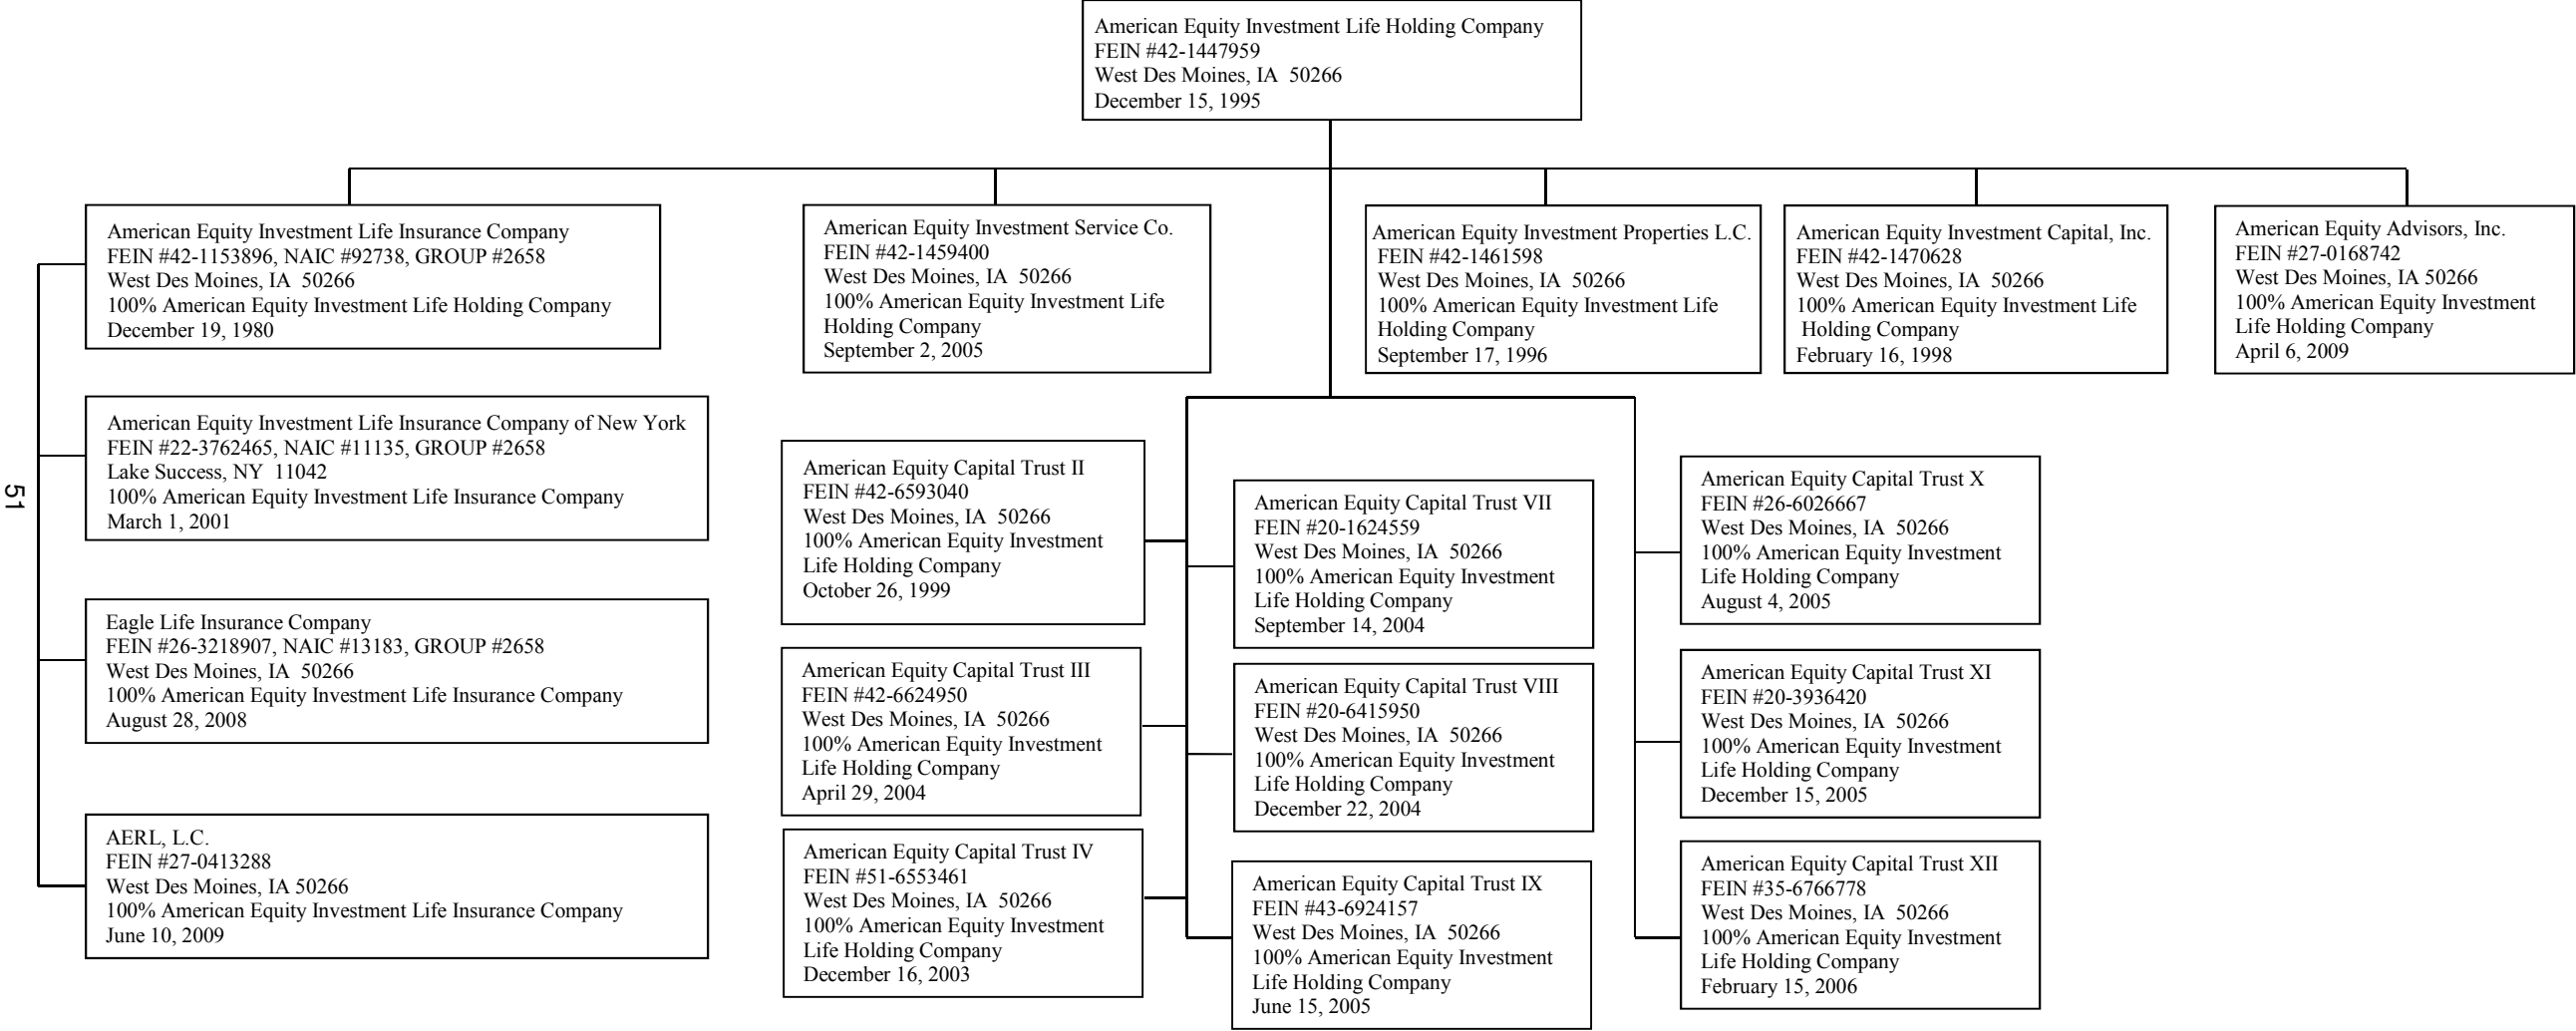 American Equity Investment Life Holding Company
FEIN #42-1447959
West Des Moines, IA  50266
December 15, 1995
American Equity Investment Life Insurance Company
FEIN #42-1153896, NAIC #92738, GROUP #2658
West Des Moines, IA  50266
100% American Equity Investment Life Holding Company
December 19, 1980
American Equity Investment Service Co.
FEIN #42-1459400
West Des Moines, IA  50266
100% American Equity Investment Life
Holding Company
September 2, 2005
American Equity Investment Properties L.C.
FEIN #42-1461598
West Des Moines, IA  50266
100% American Equity Investment Life
Holding Company
September 17, 1996
American Equity Investment Capital, Inc.
FEIN #42-1470628
West Des Moines, IA  50266
100% American Equity Investment Life
Holding Company
February 16, 1998
American Equity Advisors, Inc.
FEIN #27-0168742
West Des Moines, IA 50266
100% American Equity Investment
Life Holding Company
April 6, 2009
American Equity Investment Life Insurance Company of New York
FEIN #22-3762465, NAIC #11135, GROUP #2658
Lake Success, NY  11042
100% American Equity Investment Life Insurance Company
March 1, 2001
Eagle Life Insurance Company
FEIN #26-3218907, NAIC #13183, GROUP #2658
West Des Moines, IA  50266
100% American Equity Investment Life Insurance Company
August 28, 2008
AERL, L.C.
FEIN #27-0413288
West Des Moines, IA 50266
100% American Equity Investment Life Insurance Company
June 10, 2009
American Equity Capital Trust II
FEIN #42-6593040
West Des Moines, IA  50266
100% American Equity Investment
Life Holding Company
October 26, 1999
American Equity Capital Trust III
FEIN #42-6624950
West Des Moines, IA  50266
100% American Equity Investment
Life Holding Company
April 29, 2004
American Equity Capital Trust IV
FEIN #51-6553461
West Des Moines, IA  50266
100% American Equity Investment
Life Holding Company
December 16, 2003
American Equity Capital Trust VII
FEIN #20-1624559
West Des Moines, IA  50266
100% American Equity Investment
Life Holding Company
September 14, 2004
American Equity Capital Trust VIII
FEIN #20-6415950
West Des Moines, IA  50266
100% American Equity Investment
Life Holding Company
December 22, 2004
American Equity Capital Trust IX
FEIN #43-6924157
West Des Moines, IA  50266
100% American Equity Investment
Life Holding Company
June 15, 2005
American Equity Capital Trust X
FEIN #26-6026667
West Des Moines, IA  50266
100% American Equity Investment
Life Holding Company
August 4, 2005
American Equity Capital Trust XI
FEIN #20-3936420
West Des Moines, IA  50266
100% American Equity Investment
Life Holding Company
December 15, 2005
American Equity Capital Trust XII
FEIN #35-6766778
West Des Moines, IA  50266
100% American Equity Investment
Life Holding Company
February 15, 2006
51